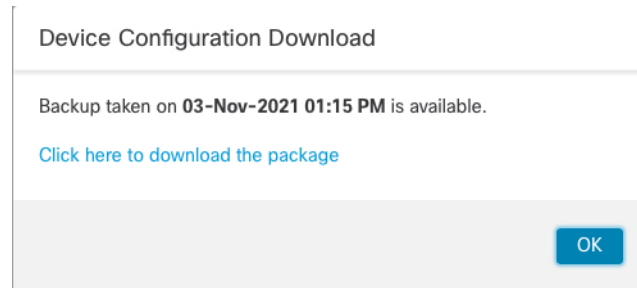 Device Configuration Download
Backup taken on 03-Nov-2021 01:15 PM is available.
Click here to download the package
OK